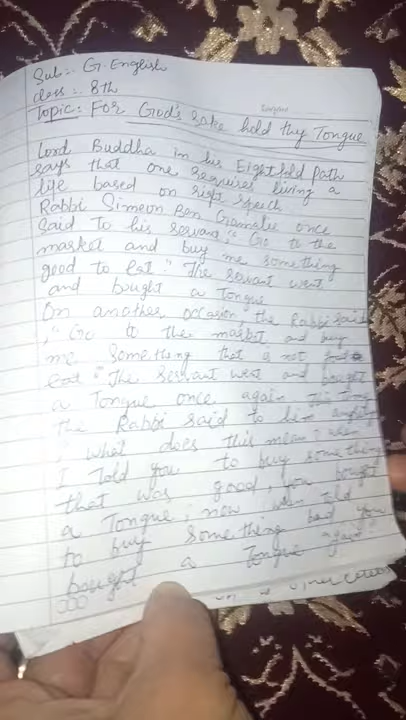 Sub:- G. English
class :- 8th
Topic: For God's sake hold thy Tongue
Lord Buddha in his Eightfold Path
says that one requires living a
life based on right speech
Rabbi Simeon Ben Gamalie once
said to his servant, "Go to the
market and buy me something
good to eat." The servant went
and bought a Tongue
On another occasion, the Rabbi said
, "Go to the market and buy
me something that is not good
eat." The servant went and bought
a Tongue once again.
the Rabbi said to him
, "What does this mean? when
I Told you to buy something
that was good, you bought
a Tongue; now when told
to buy something bad you
bought a Tongue again?